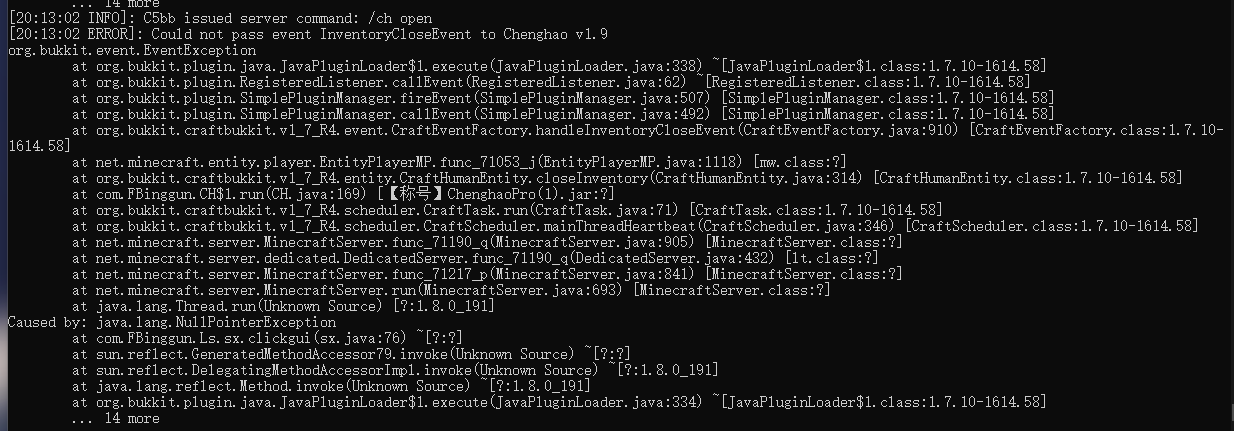 ... 14 more
[20:13:02 INFO]: C5bb issued server command: /ch open
[20:13:02 ERROR]: Could not pass event InventoryCloseEvent to Chenghao v1.9
org.bukkit.event.EventException
at org.bukkit.plugin.java.JavaPluginLoader$1.execute(JavaPluginLoader.java:338) ~[JavaPluginLoader$1.class:1.7.10-1614.58]
at org.bukkit.plugin.RegisteredListener.callEvent(RegisteredListener.java:62) ~[RegisteredListener.class:1.7.10-1614.58]
at org.bukkit.plugin.SimplePluginManager.fireEvent(SimplePluginManager.java:507) [SimplePluginManager.class:1.7.10-1614.58]
at org.bukkit.plugin.SimplePluginManager.callEvent(SimplePluginManager.java:492) [SimplePluginManager.class:1.7.10-1614.58]
at org.bukkit.craftbukkit.v1_7_R4.event.CraftEventFactory.handleInventoryCloseEvent(CraftEventFactory.java:910) [CraftEventFactory.class:1.7.10-
1614.58]
at net.minecraft.entity.player.EntityPlayerMP.func_71053_j(EntityPlayerMP.java:1118) [mw.class:?]
at org.bukkit.craftbukkit.v1_7_R4.entity.CraftHumanEntity.closeInventory(CraftHumanEntity.java:314) [CraftHumanEntity.class:1.7.10-1614.58]
at com.FBinggun.CH$1.run(CH.java:169) [【称号】ChenghaoPro(1).jar:?]
at org.bukkit.craftbukkit.v1_7_R4.scheduler.CraftTask.run(CraftTask.java:71) [CraftTask.class:1.7.10-1614.58]
at org.bukkit.craftbukkit.v1_7_R4.scheduler.CraftScheduler.mainThreadHeartbeat(CraftScheduler.java:346) [CraftScheduler.class:1.7.10-1614.58]
at net.minecraft.server.MinecraftServer.func_71190_q(MinecraftServer.java:905) [MinecraftServer.class:?]
at net.minecraft.server.dedicated.DedicatedServer.func_71190_q(DedicatedServer.java:432) [lt.class:?]
at net.minecraft.server.MinecraftServer.func_71217_p(MinecraftServer.java:841) [MinecraftServer.class:?]
at net.minecraft.server.MinecraftServer.run(MinecraftServer.java:693) [MinecraftServer.class:?]
at java.lang.Thread.run(Unknown Source) [?:1.8.0_191]
Caused by: java.lang.NullPointerException
at com.FBinggun.Ls.sx.clickgui(sx.java:76) ~[?:?]
at sun.reflect.GeneratedMethodAccessor79.invoke(Unknown Source) ~[?:?]
at sun.reflect.DelegatingMethodAccessorImpl.invoke(Unknown Source) ~[?:1.8.0_191]
at java.lang.reflect.Method.invoke(Unknown Source) ~[?:1.8.0_191]
at org.bukkit.plugin.java.JavaPluginLoader$1.execute(JavaPluginLoader.java:334) ~[JavaPluginLoader$1.class:1.7.10-1614.58]
... 14 more